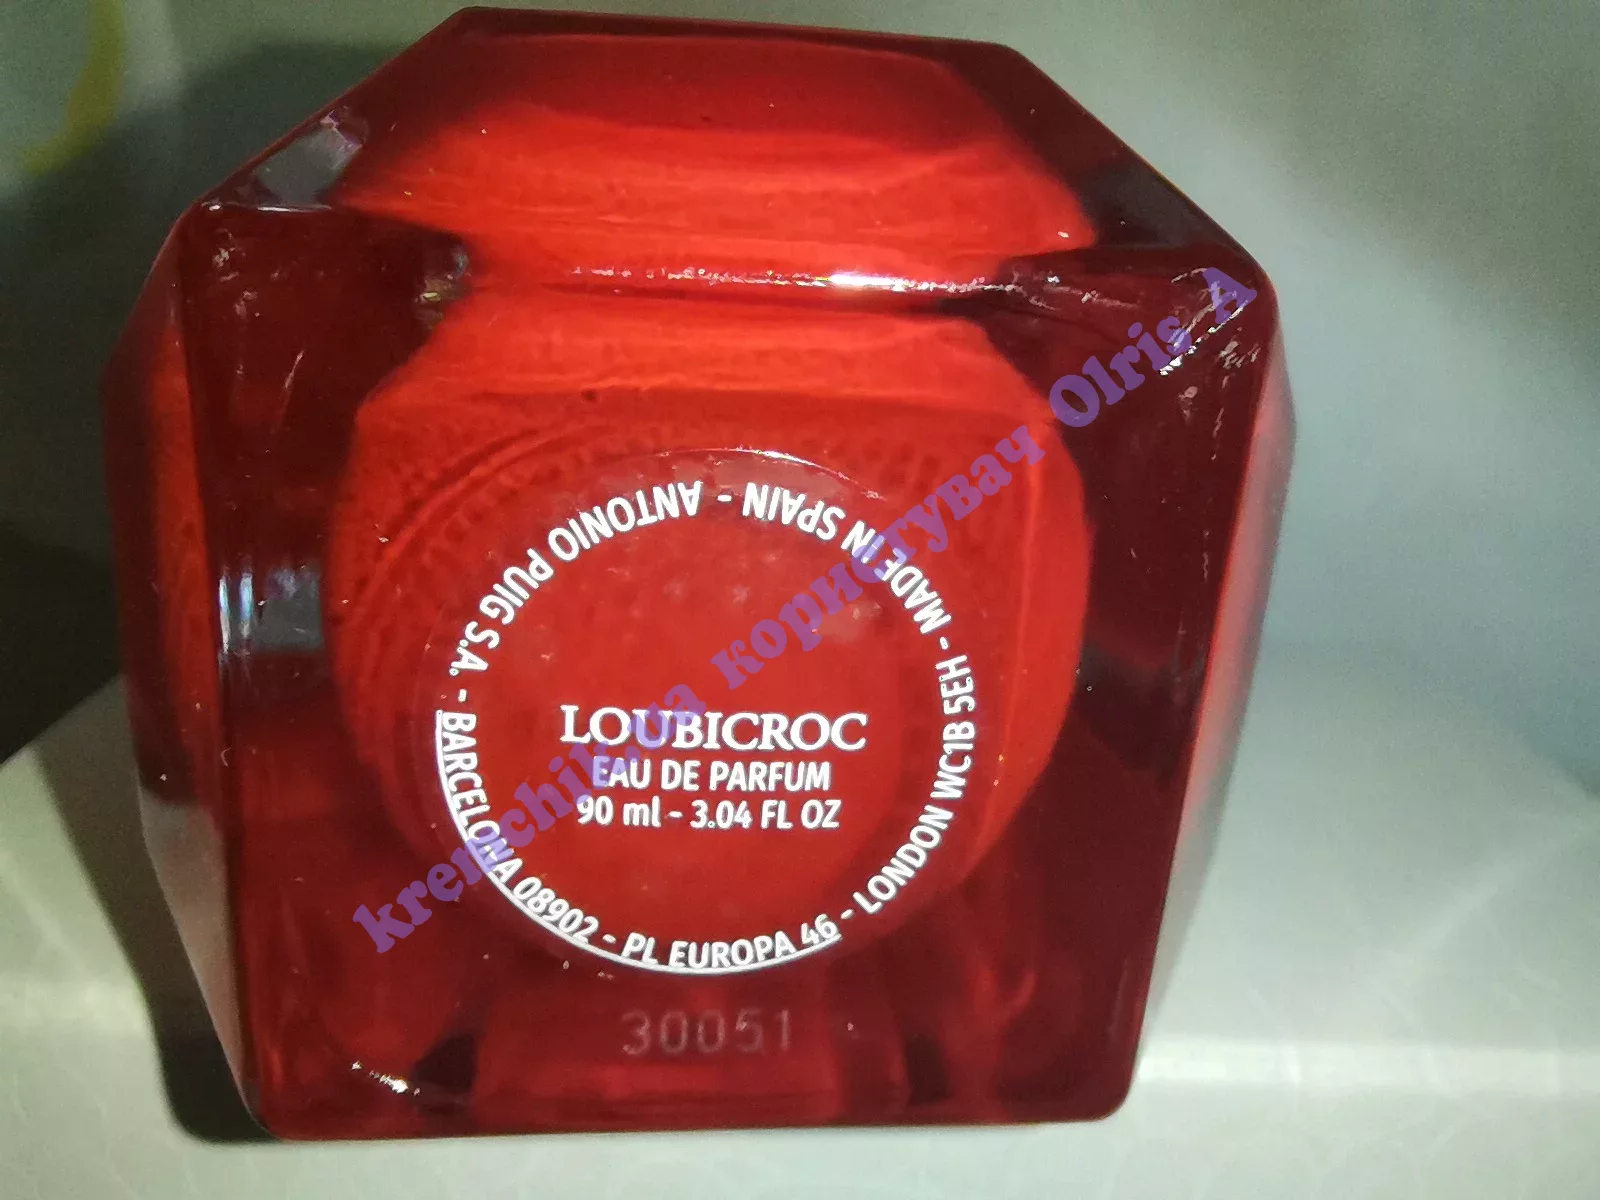 ANTONIO PUIG S.A. - BARCELONA 08902 - PL EUROPA 46 - LONDON WC1B 5EH - MADE IN SPAIN -
LOUBICROC
EAU DE PARFUM
90 ml - 3.04 FL OZ
30051
kremchik.ua користувач Olris A